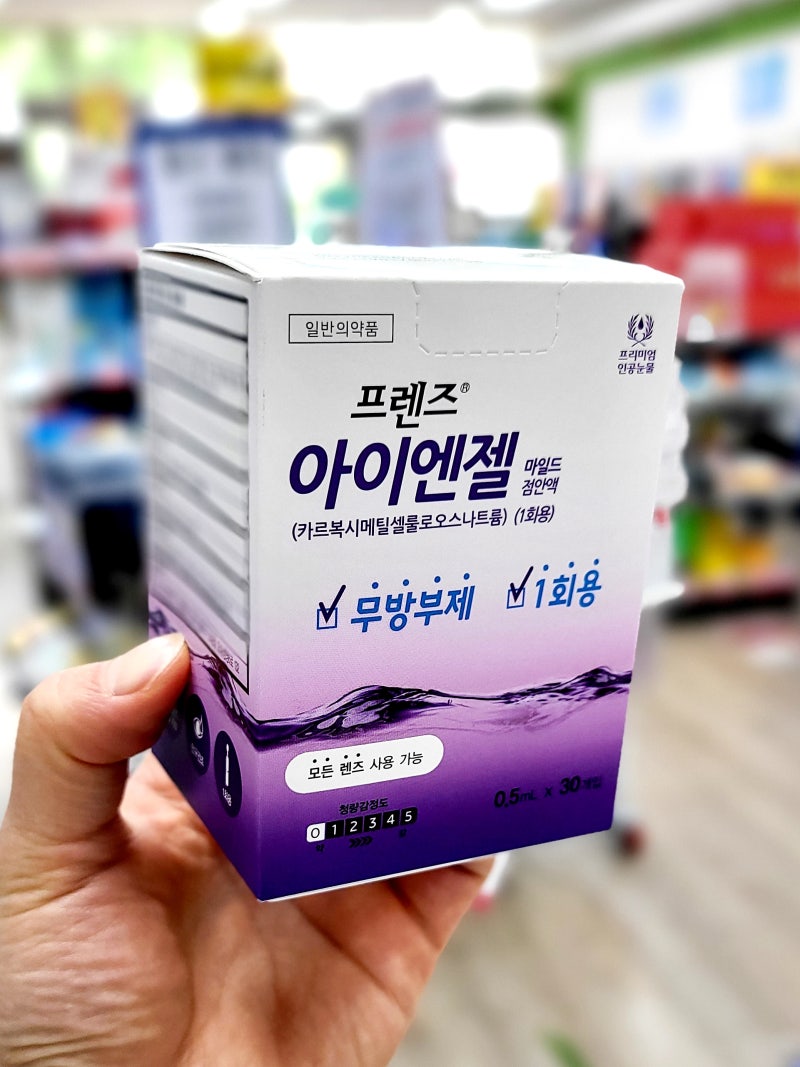 일반의약품
프리미엄
인공눈물
프렌즈®
아이엔젤 마일드
점안액
(카르복시메틸셀룰로오스나트륨) (1회용)
무방부제 1회용
모든 렌즈 사용 가능
청량감정도
0 1 2 3 4 5
약 강
0.5mL x 30개입